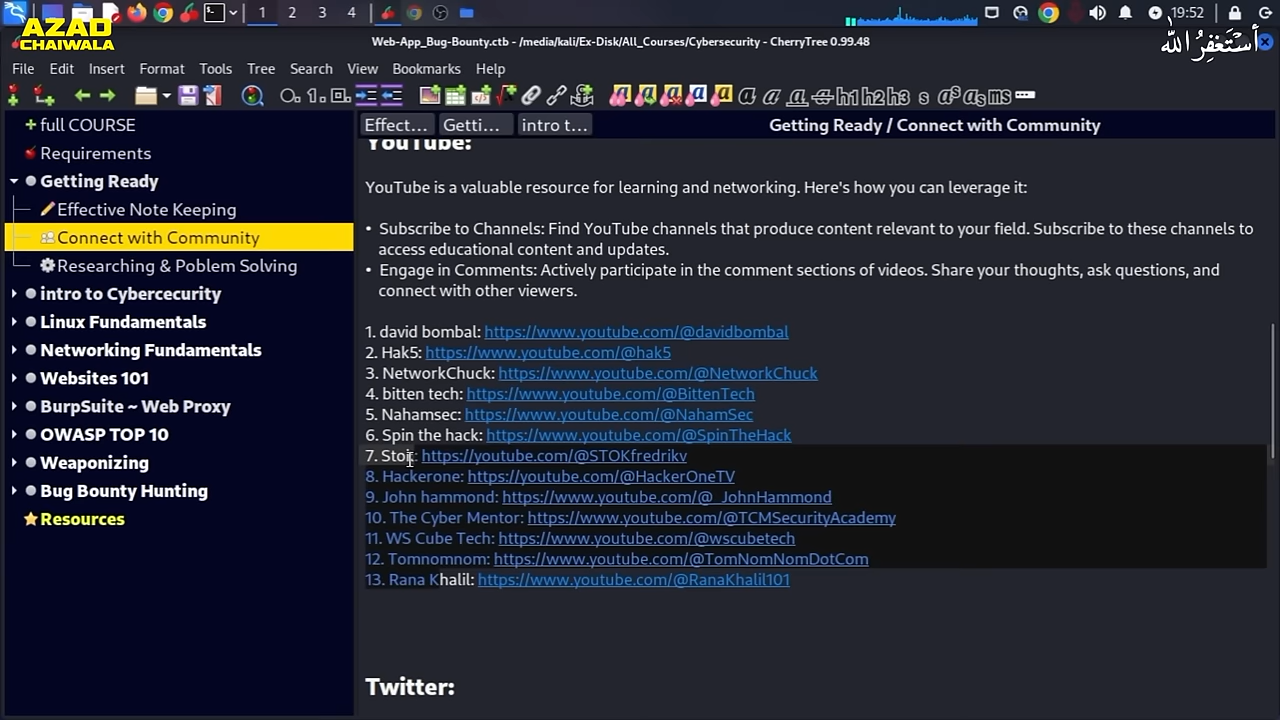 1 2 3 4
19:52
AZAD
CHAIWALA
Web-App_Bug-Bounty.ctb - /media/kali/Ex-Disk/All_Courses/Cybersecurity - CherryTree 0.99.48
أستغفر الله
File Edit Insert Format Tools Tree Search View Bookmarks Help
h1 h2 h3 s ms
full COURSE
Requirements
Getting Ready
Effective Note Keeping
Connect with Community
Researching & Poblem Solving
intro to Cybercecurity
Linux Fundamentals
Networking Fundamentals
Websites 101
BurpSuite ~ Web Proxy
OWASP TOP 10
Weaponizing
Bug Bounty Hunting
Resources
Effect... Getti... intro t... Getting Ready / Connect with Community
YouTube:
YouTube is a valuable resource for learning and networking. Here's how you can leverage it:
• Subscribe to Channels: Find YouTube channels that produce content relevant to your field. Subscribe to these channels to
access educational content and updates.
• Engage in Comments: Actively participate in the comment sections of videos. Share your thoughts, ask questions, and
connect with other viewers.
1. david bombal: https://www.youtube.com/@davidbombal
2. Hak5: https://www.youtube.com/@hak5
3. NetworkChuck: https://www.youtube.com/@NetworkChuck
4. bitten tech: https://www.youtube.com/@BittenTech
5. Nahamsec: https://www.youtube.com/@NahamSec
6. Spin the hack: https://www.youtube.com/@SpinTheHack
7. Stok: https://youtube.com/@STOKfredrikv
8. Hackerone: https://www.youtube.com/@HackerOneTV
9. John hammond: https://www.youtube.com/@_JohnHammond
10. The Cyber Mentor: https://www.youtube.com/@TCMSecurityAcademy
11. WS Cube Tech: https://www.youtube.com/@wscubetech
12. Tomnomnom: https://www.youtube.com/@TomNomNomDotCom
13. Rana Khalil: https://www.youtube.com/@RanaKhalil101
Twitter: